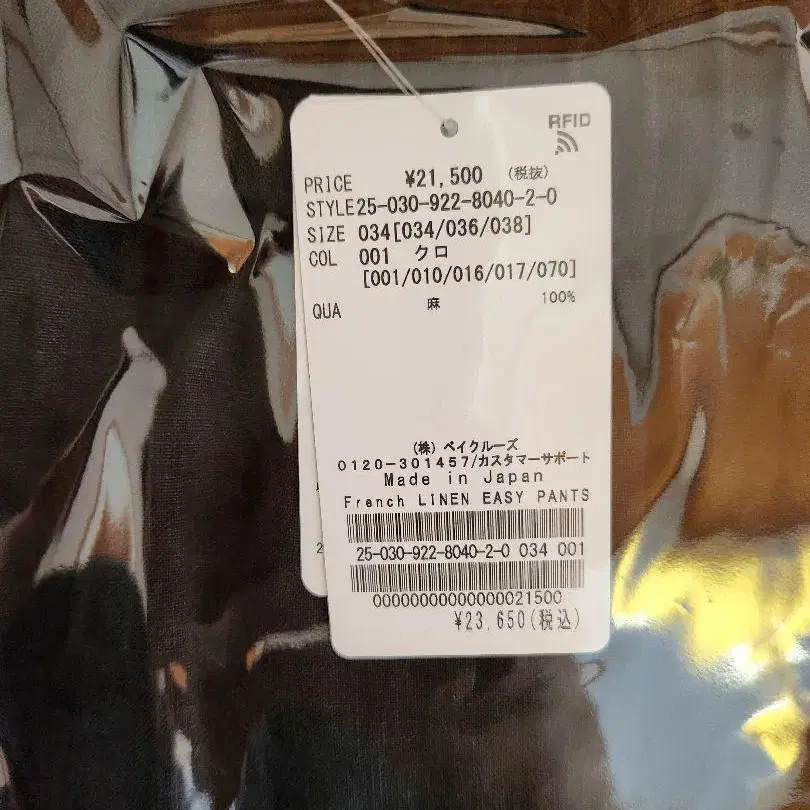 RFID
PRICE ¥21,500 (税抜)
STYLE25-030-922-8040-2-0
SIZE 034[034/036/038]
COL 001 クロ
[001/010/016/017/070]
QUA 麻 100%
(株) ベイクルーズ
0120-301457/カスタマーサポート
Made in Japan
French LINEN EASY PANTS
25-030-922-8040-2-0 034 001
00000000000000021500
¥23,650(税込)